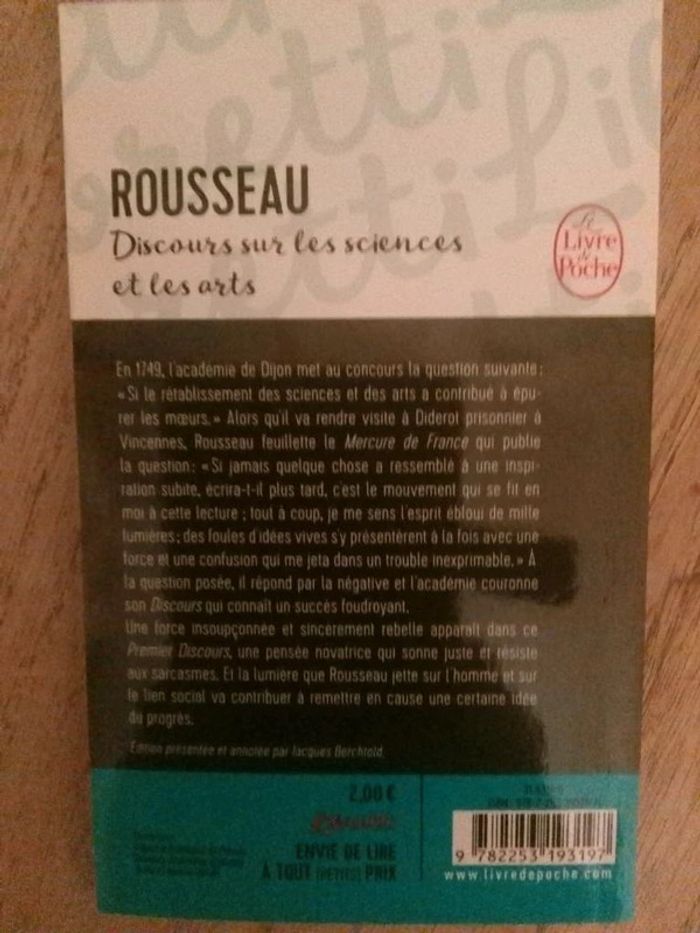 ROUSSEAU
Discours sur les sciences
et les arts
Le
Livre
de
Poche
En 1749, l'académie de Dijon met au concours la question suivante :
« Si le rétablissement des sciences et des arts a contribué à épu-
rer les mœurs. » Alors qu'il va rendre visite à Diderot prisonnier à
Vincennes, Rousseau feuillette le Mercure de France qui publie
la question : « Si jamais quelque chose a ressemblé à une inspi-
ration subite, écrira-t-il plus tard, c'est le mouvement qui se fit en
moi à cette lecture ; tout à coup, je me sens l'esprit ébloui de mille
lumières ; des foules d'idées vives s'y présentèrent à la fois avec une
force et une confusion qui me jeta dans un trouble inexprimable. » À
la question posée, il répond par la négative et l'académie couronne
son Discours qui connaît un succès foudroyant.
Une force insoupçonnée et sincèrement rebelle apparaît dans ce
Premier Discours, une pensée novatrice qui sonne juste et résiste
aux sarcasmes. Et la lumière que Rousseau jette sur l'homme et sur
le lien social va contribuer à remettre en cause une certaine idée
du progrès.
Édition présentée et annotée par Jacques Berchtold.
2,00 €
ENVIE DE LIRE
À TOUT (PETITS) PRIX
9 782253 193197
www.livredepoche.com